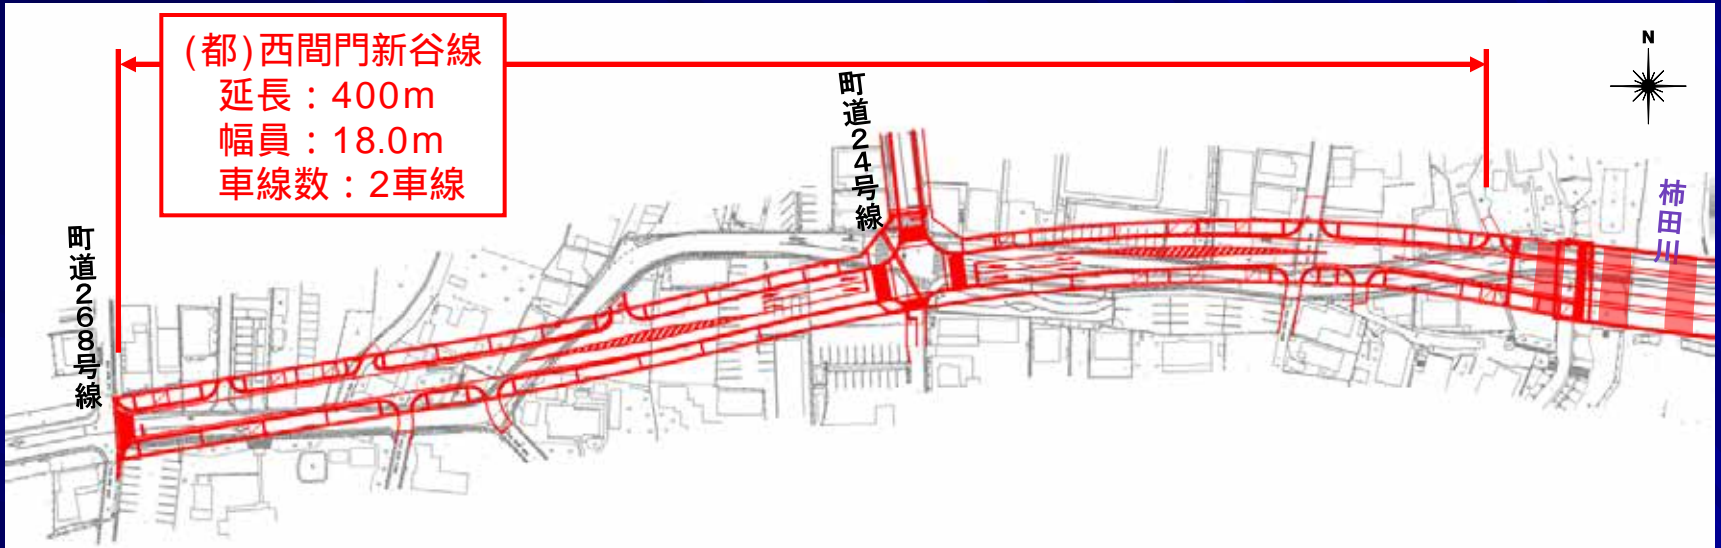 (都)西間門新谷線
延長：400m
幅員：18.0m
車線数：2車線
町道24号線
N
柿田川
町道268号線